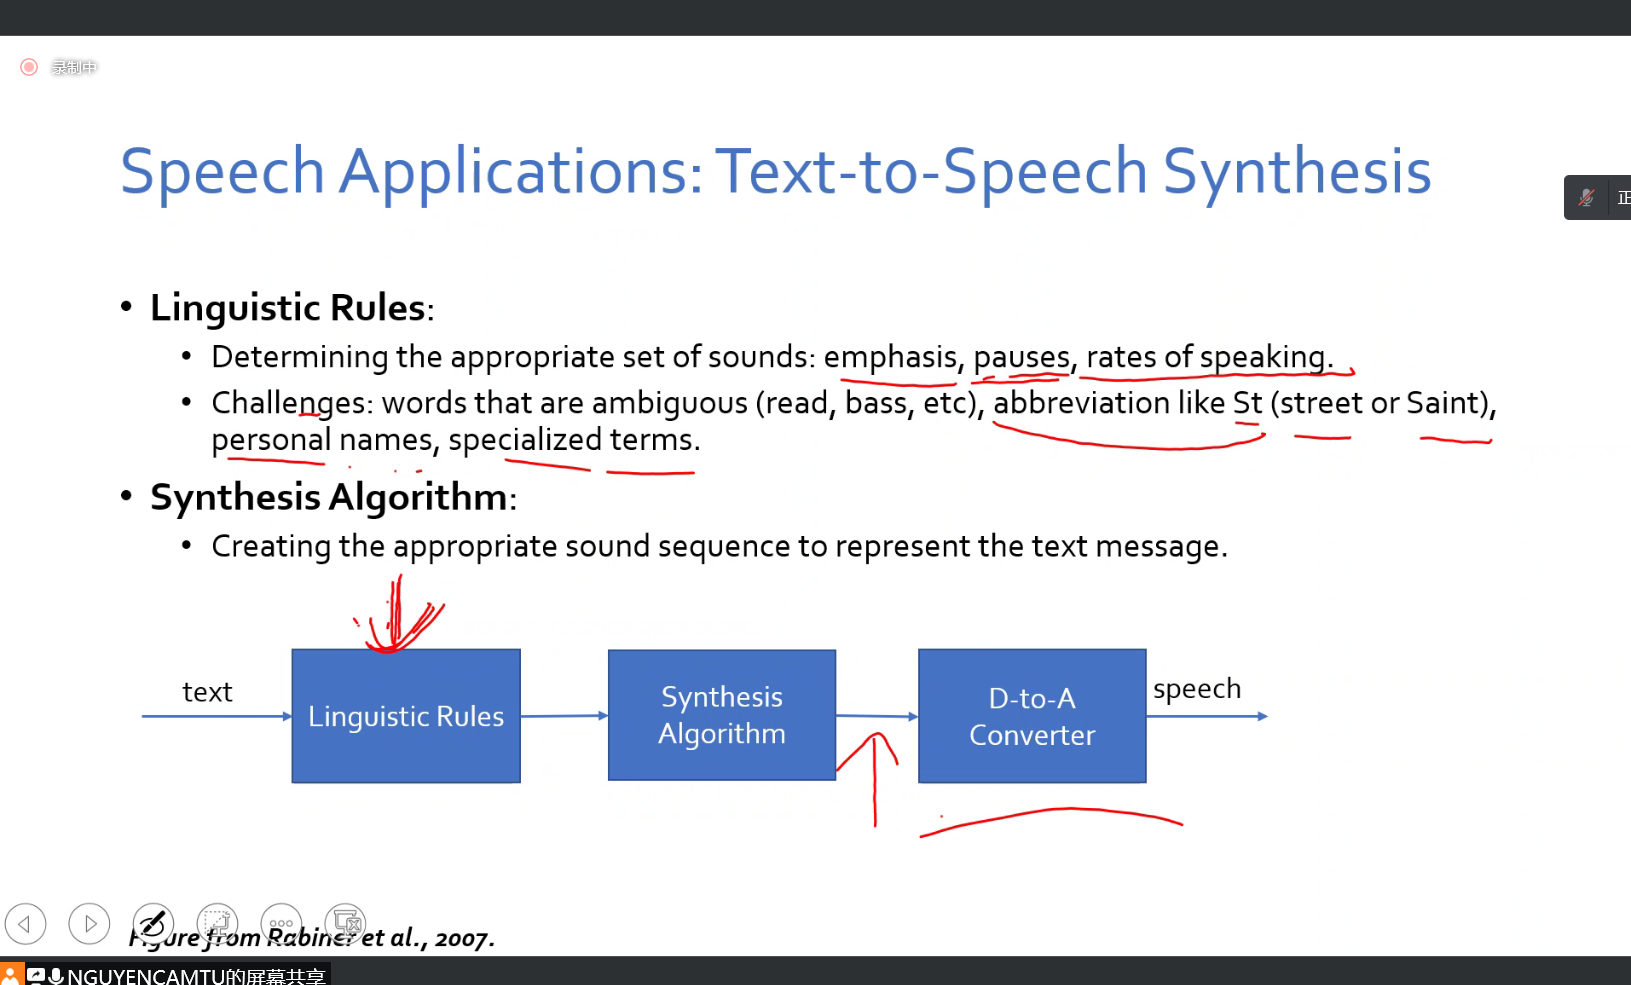 录制中
Speech Applications: Text-to-Speech Synthesis
正
• Linguistic Rules:
• Determining the appropriate set of sounds: emphasis, pauses, rates of speaking.
• Challenges: words that are ambiguous (read, bass, etc), abbreviation like St (street or Saint),
personal names, specialized terms.
• Synthesis Algorithm:
• Creating the appropriate sound sequence to represent the text message.
text
Linguistic Rules
Synthesis
Algorithm
D-to-A
Converter
speech
Figure from Rabiner et al., 2007.
NGUYENCAMTU的屏幕共享